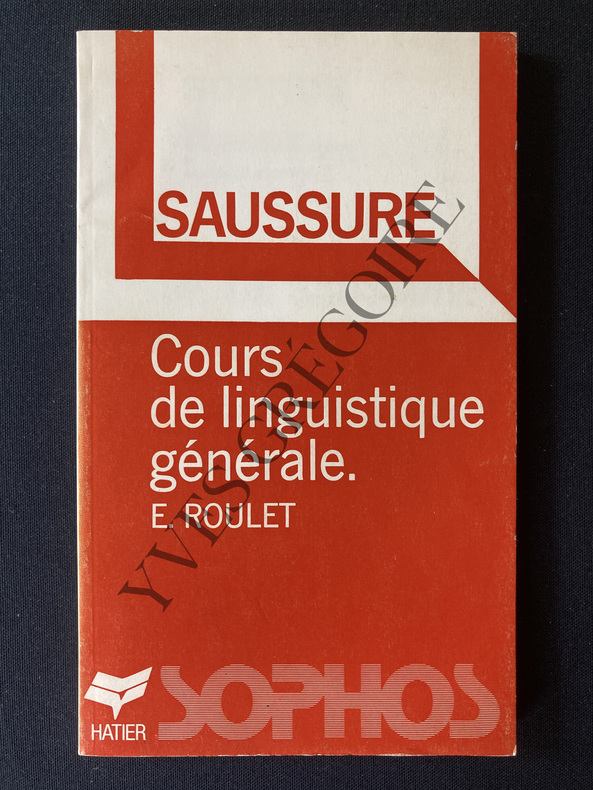 SAUSSURE
Cours
de linguistique
générale.
E. ROULET
YVES GRÉGOIRE
HATIER
SOPHOS